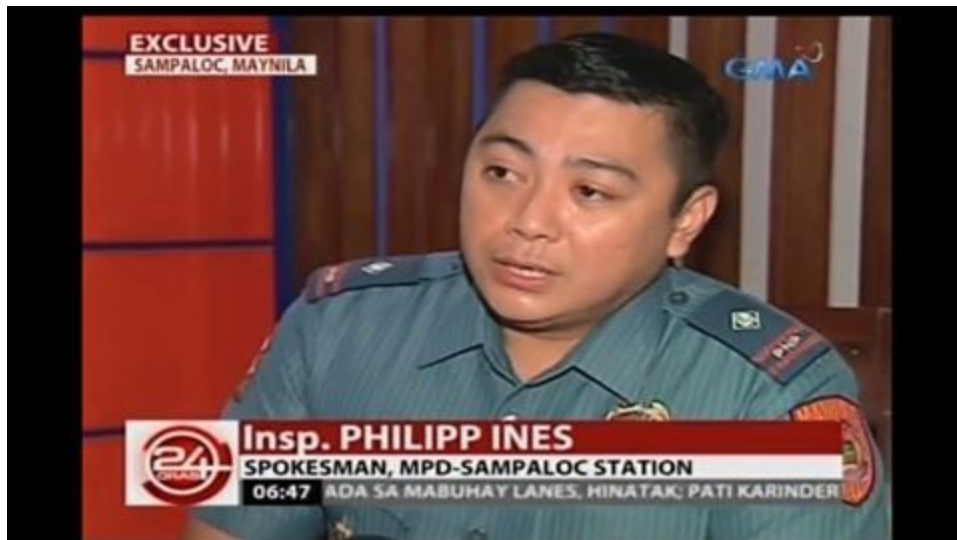 EXCLUSIVE
SAMPALOC, MAYNILA
GMA
PNP
Insp. PHILIPP INES
24
ORAS
SPOKESMAN, MPD-SAMPALOC STATION
06:47 ADA SA MABUHAY LANES, HINATAK; PATI KARINDER